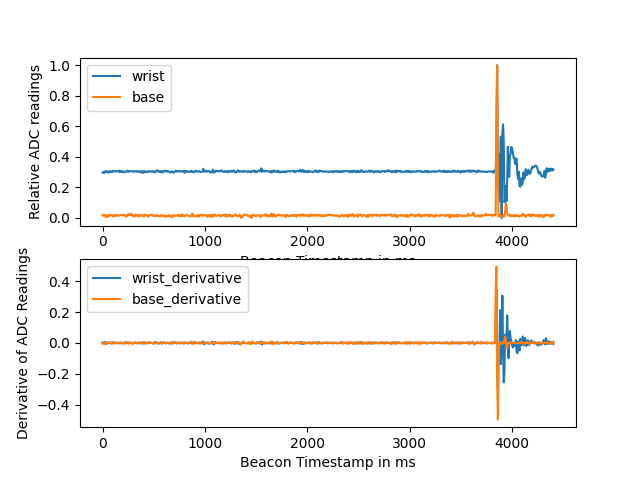 Relative ADC readings
1.0
0.8
0.6
0.4
0.2
0.0
wrist
base
0
1000
2000
3000
4000
Beacon Timestamp in ms
Derivative of ADC Readings
0.4
0.2
0.0
−0.2
−0.4
wrist_derivative
base_derivative
0
1000
2000
3000
4000
Beacon Timestamp in ms